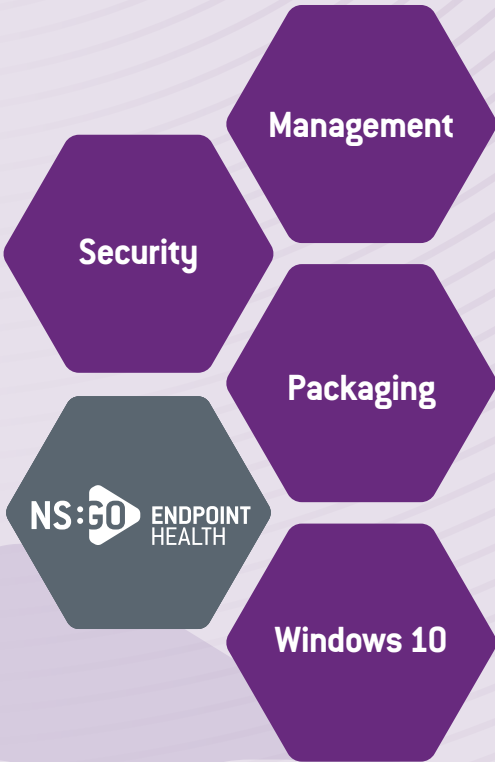 Management
Security
Packaging
NS:GO ENDPOINT
HEALTH
Windows 10